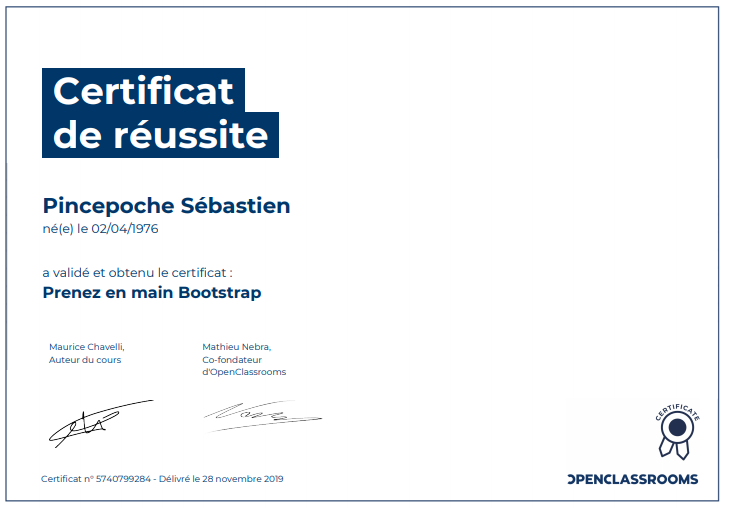 Certificat
de réussite
Pincepoche Sébastien
né(e) le 02/04/1976
a validé et obtenu le certificat :
Prenez en main Bootstrap
Maurice Chavelli,
Auteur du cours
Mathieu Nebra,
Co-fondateur
d'OpenClassrooms
CERTIFICATE
Certificat n° 5740799284 - Délivré le 28 novembre 2019
OPENCLASSROOMS